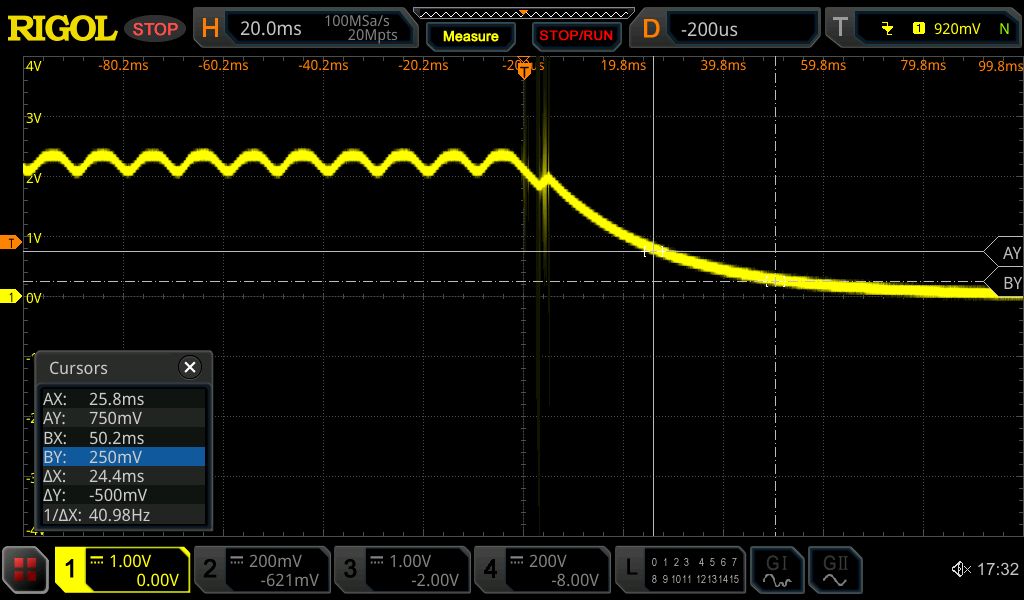 RIGOL STOP H 20.0ms 100MSa/s 20Mpts Measure STOP/RUN D -200us T 1 920mV N
4V -80.2ms -60.2ms -40.2ms -20.2ms T 19.8ms 39.8ms 59.8ms 79.8ms 99.8ms
3V
2V
1V
T
AY
BY
1 0V
Cursors
AX: 25.8ms
AY: 750mV
BX: 50.2ms
BY: 250mV
ΔX: 24.4ms
ΔY: -500mV
1/ΔX: 40.98Hz
1 1.00V 0.00V
2 200mV -621mV
3 1.00V -2.00V
4 200V -8.00V
L 0 1 2 3 4 5 6 7
8 9 10 11 12 13 14 15
GI
GII
17:32